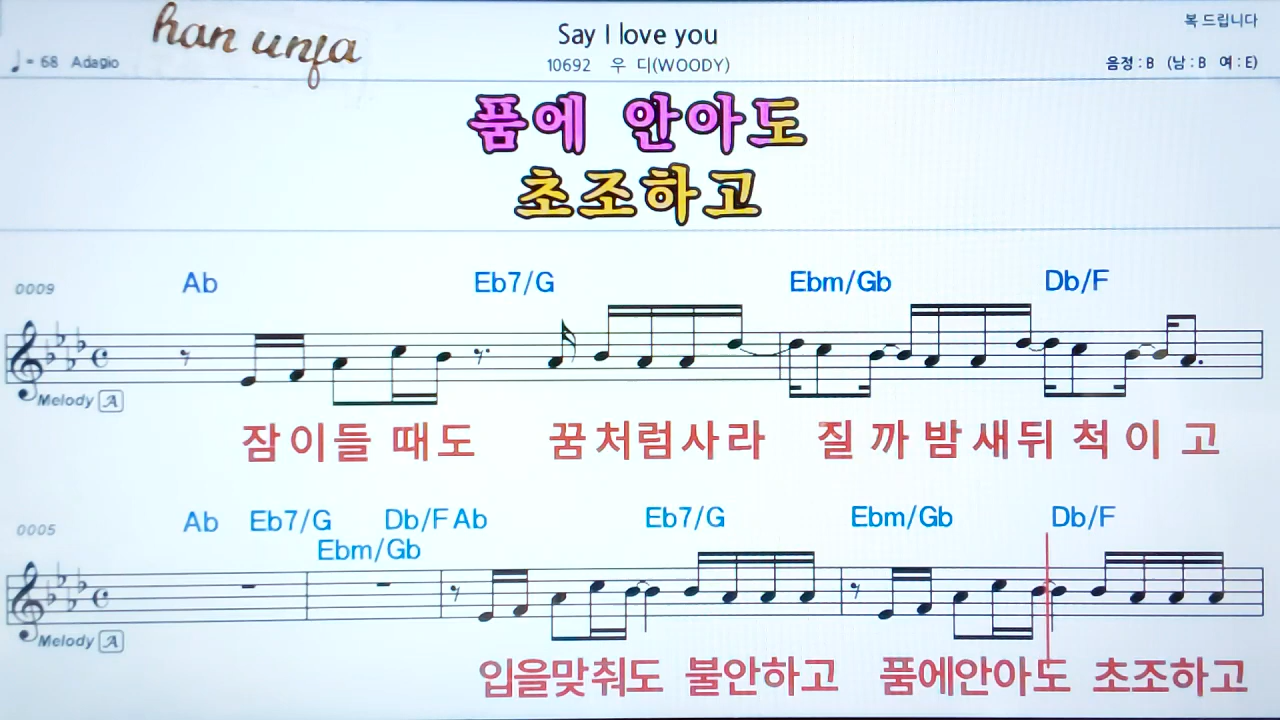 han unja
Say I love you
복 드립니다
♩= 68 Adagio
10692 우 디(WOODY)
음정 : B (남 : B 여 : E)
품에 안아도
초조하고
0009
Ab Eb7/G Ebm/Gb Db/F
Melody A
잠이들 때도 꿈처럼사라 질까밤새뒤척이고
0005
Ab Eb7/G Db/F Ab Eb7/G Ebm/Gb Db/F
Ebm/Gb
Melody A
입을맞춰도 불안하고 품에안아도 초조하고